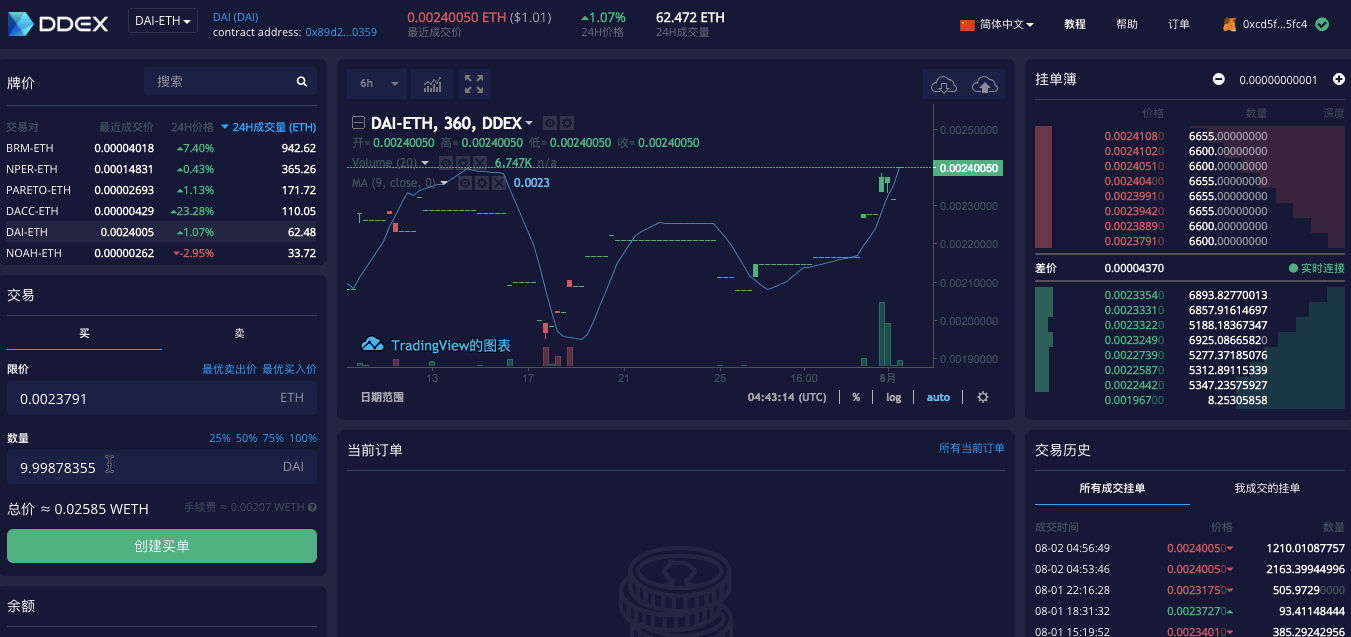 DDEX
DAI-ETH
DAI (DAI)
contract address: 0x89d2...0359
0.00240050 ETH ($1.01)
最近成交价
1.07%
24H价格
62.472 ETH
24H成交量
简体中文
教程
帮助
订单
0xcd5f...5fc4
牌价
搜索
交易对 最近成交价 24H价格 24H成交量 (ETH)
BRM-ETH 0.00004018 7.40% 942.62
NPER-ETH 0.00014831 0.43% 365.26
PARETO-ETH 0.00002693 1.13% 171.72
DACC-ETH 0.00000429 23.28% 110.05
DAI-ETH 0.0024005 1.07% 62.48
NOAH-ETH 0.00000262 -2.95% 33.72
交易
买 卖
限价 最优卖出价 最优买入价
0.0023791 ETH
数量 25% 50% 75% 100%
9.99878355 DAI
总价 ≈ 0.02585 WETH 手续费 ≈ 0.00207 WETH
创建买单
余额
6h
DAI-ETH, 360, DDEX
开= 0.00240050 高= 0.00240050 低= 0.00240050 收= 0.00240050
Volume (20) 6.747K n/a
MA (9, close, 0) 0.0023
0.00250000
0.00240050
0.00230000
0.00220000
0.00210000
0.00200000
0.00190000
TradingView的图表
13 17 21 25 16:00 8月
日期范围 04:43:14 (UTC) % log auto
当前订单 所有当前订单
挂单簿 0.00000000001
价格 数量 深度
0.00241080 6655.00000000
0.00241020 6600.00000000
0.00240510 6655.00000000
0.00240400 6655.00000000
0.00239910 6655.00000000
0.00239420 6655.00000000
0.00238890 6600.00000000
0.00237910 6600.00000000
差价 0.00004370 实时连接
0.00233540 6893.82770013
0.00233310 6857.91614697
0.00233220 5188.18367347
0.00232490 6925.08665820
0.00227390 5277.37185076
0.00225870 5312.89115339
0.00224420 5347.23575927
0.00196700 8.25305858
交易历史
所有成交挂单 我成交的挂单
成交时间 价格 数量
08-02 04:56:49 0.00240050 1210.01087757
08-02 04:53:46 0.00240050 2163.39944996
08-01 22:16:28 0.00231750 505.97290000
08-01 18:31:32 0.00237270 93.41148444
08-01 15:19:52 0.00234010 385.29242956